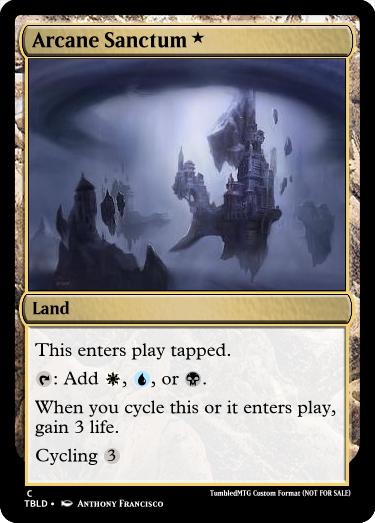 Arcane Sanctum ★
Land
This enters play tapped.
: Add , , or .
When you cycle this or it enters play,
gain 3 life.
Cycling 3
C
TBLD • Anthony Francisco
TumbledMTG Custom Format (NOT FOR SALE)